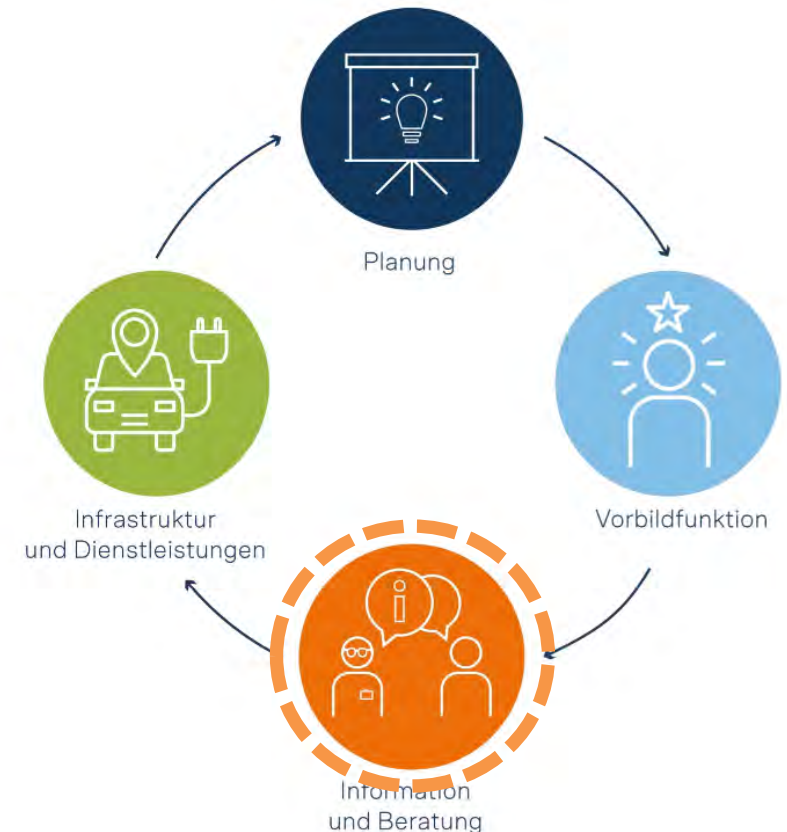 Planung
Vorbildfunktion
Infrastruktur
und Dienstleistungen
Information
und Beratung